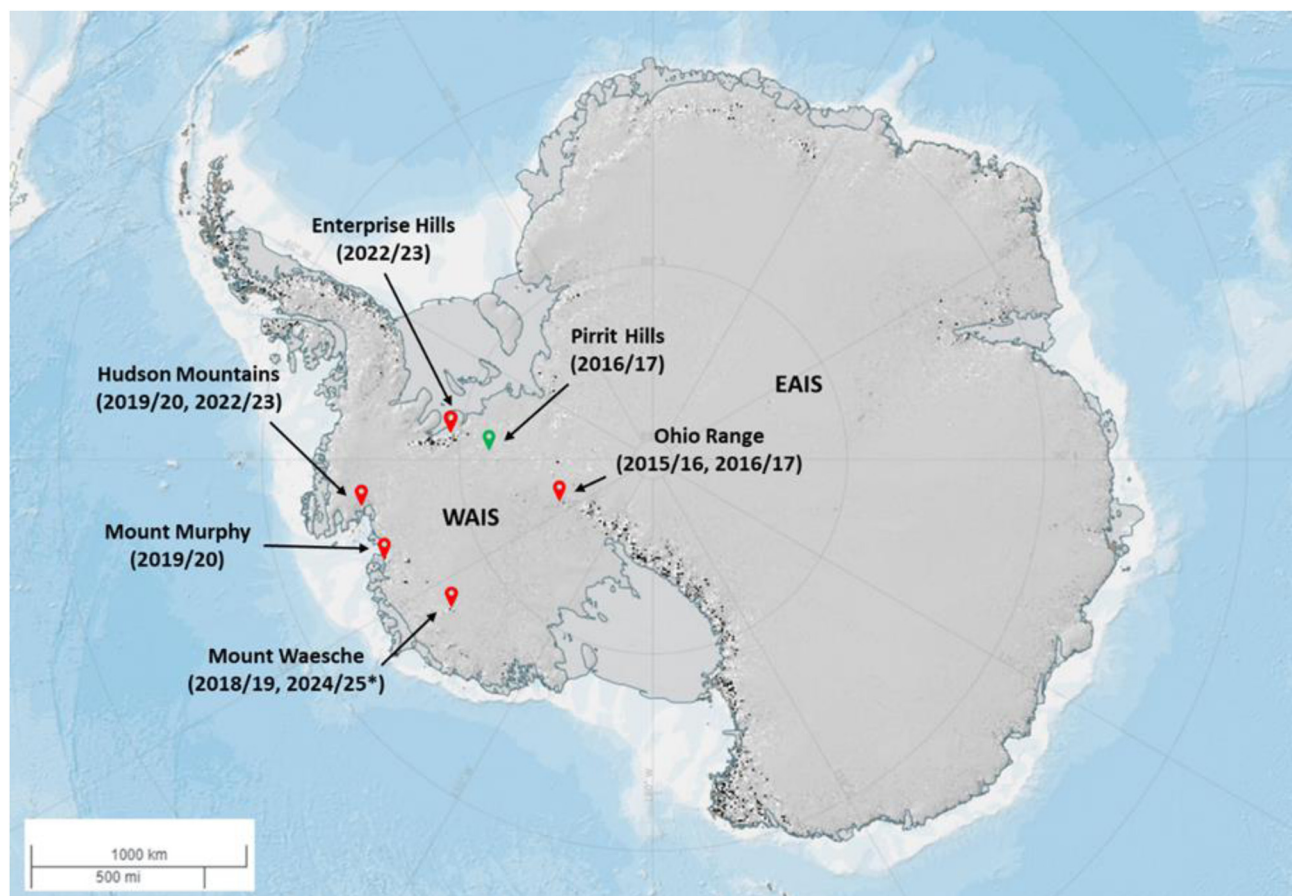 Enterprise Hills
(2022/23)
Pirrit Hills
(2016/17)
Hudson Mountains
(2019/20, 2022/23)
EAIS
Ohio Range
(2015/16, 2016/17)
WAIS
Mount Murphy
(2019/20)
Mount Waesche
(2018/19, 2024/25*)
1000 km
500 mi